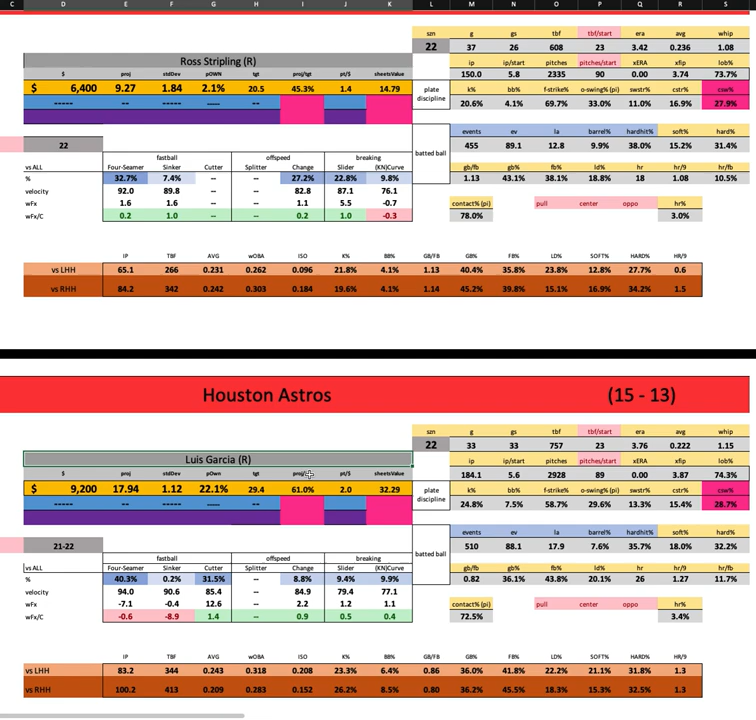 C D E F G H I J K L M N O P Q R S
szn g gs tbf tbf/start era avg whip
22 37 26 608 23 3.42 0.236 1.08
Ross Stripling (R) ip ip/start pitches pitches/start xERA xfip lob%
150.0 5.8 2335 90 0.00 3.74 73.7%
$ proj stdDev pOWN tgt proj/tgt pt/$ sheetsValue
$ 6,400 9.27 1.84 2.1% 20.5 45.3% 1.4 14.79
plate discipline k% bb% f-strike% o-swing% (pi) swstr% cstr% csw%
----- -- ---- ---- -- 20.6% 4.1% 69.7% 33.0% 11.0% 16.9% 27.9%
events ev la barrel% hardhit% soft% hard%
22 batted ball 455 89.1 12.8 9.9% 38.0% 15.2% 31.4%
fastball offspeed breaking
vs ALL Four-Seamer Sinker Cutter Splitter Change Slider (KN)Curve gb/fb gb% fb% ld% hr hr/9 hr/fb
% 32.7% 7.4% -- -- 27.2% 22.8% 9.8% 1.13 43.1% 38.1% 18.8% 18 1.08 10.5%
velocity 92.0 89.8 -- -- 82.8 87.1 76.1
wFx 1.6 1.6 -- -- 1.1 5.5 -0.7 contact% (pi) pull center oppo hr%
wFx/C 0.2 1.0 -- -- 0.2 1.0 -0.3 78.0% 3.0%
IP TBF AVG wOBA ISO K% BB% GB/FB GB% FB% LD% SOFT% HARD% HR/9
vs LHH 65.1 266 0.231 0.262 0.096 21.8% 4.1% 1.13 40.4% 35.8% 23.8% 12.8% 27.7% 0.6
vs RHH 84.2 342 0.242 0.303 0.184 19.6% 4.1% 1.14 45.2% 39.8% 15.1% 16.9% 34.2% 1.5
Houston Astros (15 - 13)
szn g gs tbf tbf/start era avg whip
22 33 33 757 23 3.76 0.222 1.15
Luis Garcia (R) ip ip/start pitches pitches/start xERA xfip lob%
184.1 5.6 2928 89 0.00 3.87 74.3%
$ proj stdDev pOwn tgt pt/$ sheetsValue
$ 9,200 17.94 1.12 22.1% 29.4 61.0% 2.0 32.29
plate discipline k% bb% f-strike% o-swing% (pi) swstr% cstr% csw%
----- -- ---- ---- -- 24.8% 7.5% 58.7% 29.6% 13.3% 15.4% 28.7%
events ev la barrel% hardhit% soft% hard%
21-22 batted ball 510 88.1 17.9 7.6% 35.7% 18.0% 32.2%
fastball offspeed breaking
vs ALL Four-Seamer Sinker Cutter Splitter Change Slider (KN)Curve gb/fb gb% fb% ld% hr hr/9 hr/fb
% 40.3% 0.2% 31.5% -- 8.8% 9.4% 9.9% 0.82 36.1% 43.8% 20.1% 26 1.27 11.7%
velocity 94.0 90.6 85.4 -- 84.9 79.4 77.1
wFx -7.1 -0.4 12.6 -- 2.2 1.2 1.1 contact% (pi) pull center oppo hr%
wFx/C -0.6 -8.9 1.4 -- 0.9 0.5 0.4 72.5% 3.4%
IP TBF AVG wOBA ISO K% BB% GB/FB GB% FB% LD% SOFT% HARD% HR/9
vs LHH 83.2 344 0.243 0.318 0.208 23.3% 6.4% 0.86 36.0% 41.8% 22.2% 21.1% 31.8% 1.3
vs RHH 100.2 413 0.209 0.283 0.152 26.2% 8.5% 0.80 36.2% 45.5% 18.3% 15.3% 32.5% 1.3